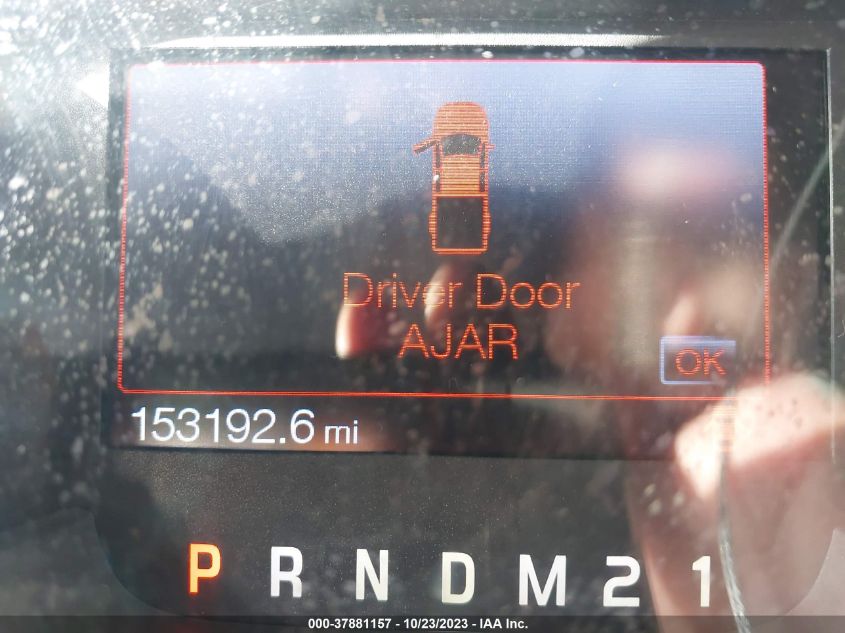 Driver Door
AJAR
OK
153192.6 mi
P R N D M 2 1
000-37881157 - 10/23/2023 - IAA Inc.